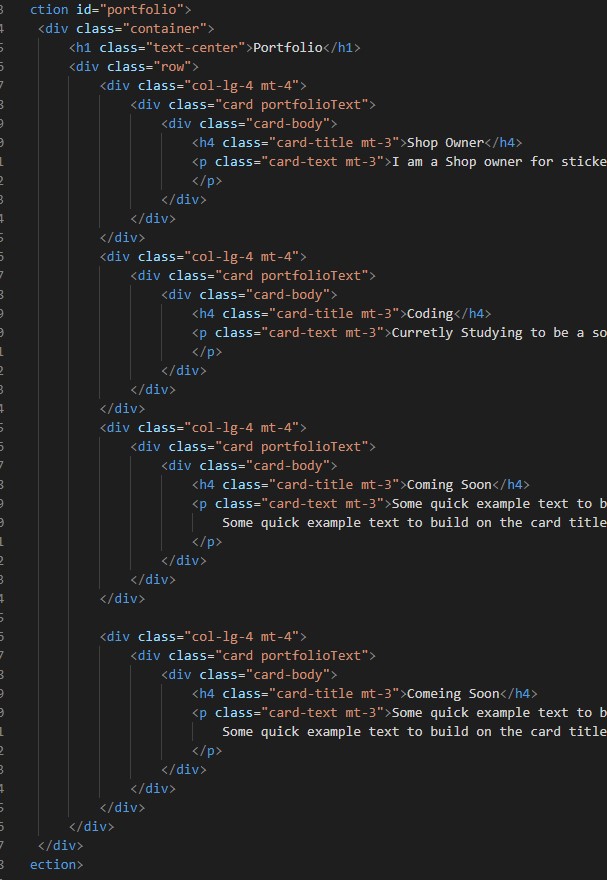 3 ction id="portfolio">
4 <div class="container">
5 <h1 class="text-center">Portfolio</h1>
6 <div class="row">
7 <div class="col-lg-4 mt-4">
8 <div class="card portfolioText">
9 <div class="card-body">
0 <h4 class="card-title mt-3">Shop Owner</h4>
1 <p class="card-text mt-3">I am a Shop owner for sticke
2 </p>
3 </div>
4 </div>
5 </div>
6 <div class="col-lg-4 mt-4">
7 <div class="card portfolioText">
8 <div class="card-body">
9 <h4 class="card-title mt-3">Coding</h4>
0 <p class="card-text mt-3">Curretly Studying to be a so
1 </p>
2 </div>
3 </div>
4 </div>
5 <div class="col-lg-4 mt-4">
6 <div class="card portfolioText">
7 <div class="card-body">
8 <h4 class="card-title mt-3">Coming Soon</h4>
9 <p class="card-text mt-3">Some quick example text to b
0 Some quick example text to build on the card title
1 </p>
2 </div>
3 </div>
4 </div>
5
6 <div class="col-lg-4 mt-4">
7 <div class="card portfolioText">
8 <div class="card-body">
9 <h4 class="card-title mt-3">Comeing Soon</h4>
0 <p class="card-text mt-3">Some quick example text to b
1 Some quick example text to build on the card title
2 </p>
3 </div>
4 </div>
5 </div>
6 </div>
7 </div>
8 ection>